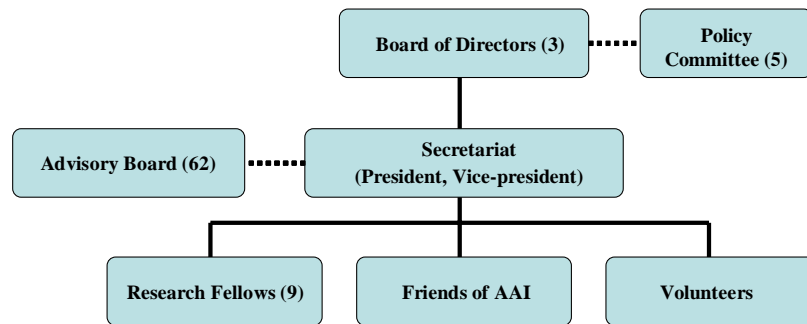 Board of Directors (3)
Policy
Committee (5)
Advisory Board (62)
Secretariat
(President, Vice-president)
Research Fellows (9)
Friends of AAI
Volunteers